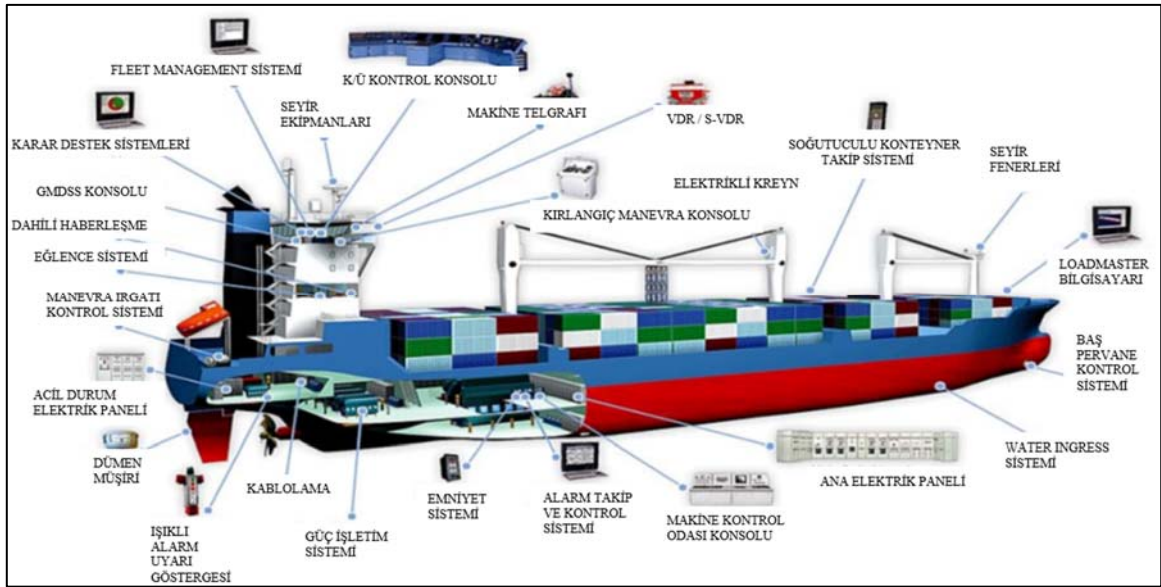 FLEET MANAGEMENT SİSTEMİ
K/Ü KONTROL KONSOLU
SEYİR
EKİPMANLARI
MAKİNE TELGRAFI
VDR / S-VDR
KARAR DESTEK SİSTEMLERİ
SOĞUTUCULU KONTEYNER
TAKİP SİSTEMİ
SEYİR
FENERLERİ
GMDSS KONSOLU
ELEKTRİKLİ KREYN
KIRLANGIÇ MANEVRA KONSOLU
DAHİLİ HABERLEŞME
EĞLENCE SİSTEMİ
LOADMASTER
BİLGİSAYARI
MANEVRA IRGATI
KONTROL SİSTEMİ
BAŞ
PERVANE
KONTROL
SİSTEMİ
ACİL DURUM
ELEKTRİK PANELİ
DÜMEN
MÜŞİRİ
WATER INGRESS
SİSTEMİ
KABLOLAMA
EMNİYET
SİSTEMİ
ALARM TAKİP
VE KONTROL
SİSTEMİ
ANA ELEKTRİK PANELİ
MAKİNE KONTROL
ODASI KONSOLU
IŞIKLI
ALARM
UYARI
GÖSTERGESİ
GÜÇ İŞLETİM
SİSTEMİ